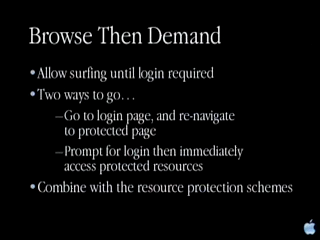 Browse Then Demand
•Allow surfing until login required
•Two ways to go…
–Go to login page, and re-navigate
to protected page
–Prompt for login then immediately
access protected resources
•Combine with the resource protection schemes